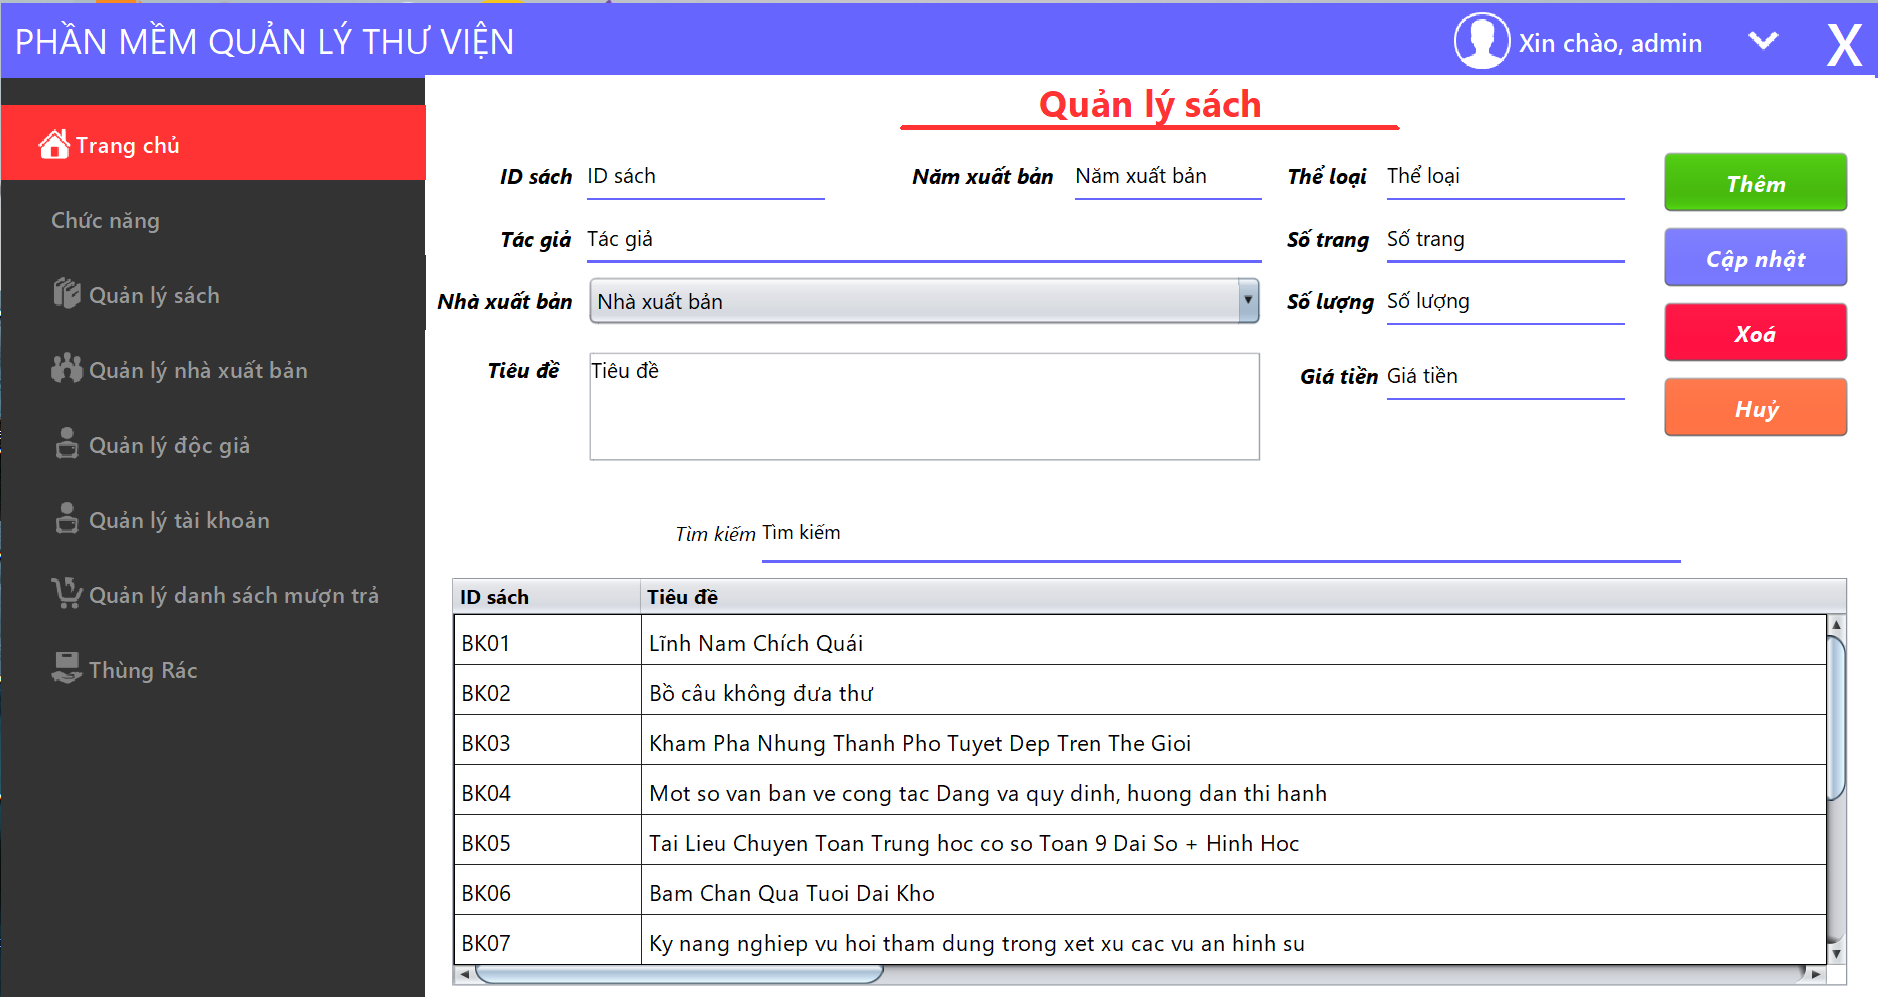 PHẦN MỀM QUẢN LÝ THƯ VIỆN
Xin chào, admin
X
Trang chủ
Chức năng
Quản lý sách
Quản lý nhà xuất bản
Quản lý độc giả
Quản lý tài khoản
Quản lý danh sách mượn trả
Thùng Rác
Quản lý sách
ID sách ID sách Năm xuất bản Năm xuất bản Thể loại Thể loại Thêm
Tác giả Tác giả Số trang Số trang Cập nhật
Nhà xuất bản Nhà xuất bản Số lượng Số lượng Xoá
Tiêu đề Tiêu đề Giá tiền Giá tiền Huỷ
Tìm kiếm Tìm kiếm
ID sách Tiêu đề
BK01 Lĩnh Nam Chích Quái
BK02 Bồ câu không đưa thư
BK03 Kham Pha Nhung Thanh Pho Tuyet Dep Tren The Gioi
BK04 Mot so van ban ve cong tac Dang va quy dinh, huong dan thi hanh
BK05 Tai Lieu Chuyen Toan Trung hoc co so Toan 9 Dai So + Hinh Hoc
BK06 Bam Chan Qua Tuoi Dai Kho
BK07 Ky nang nghiep vu hoi tham dung trong xet xu cac vu an hinh su